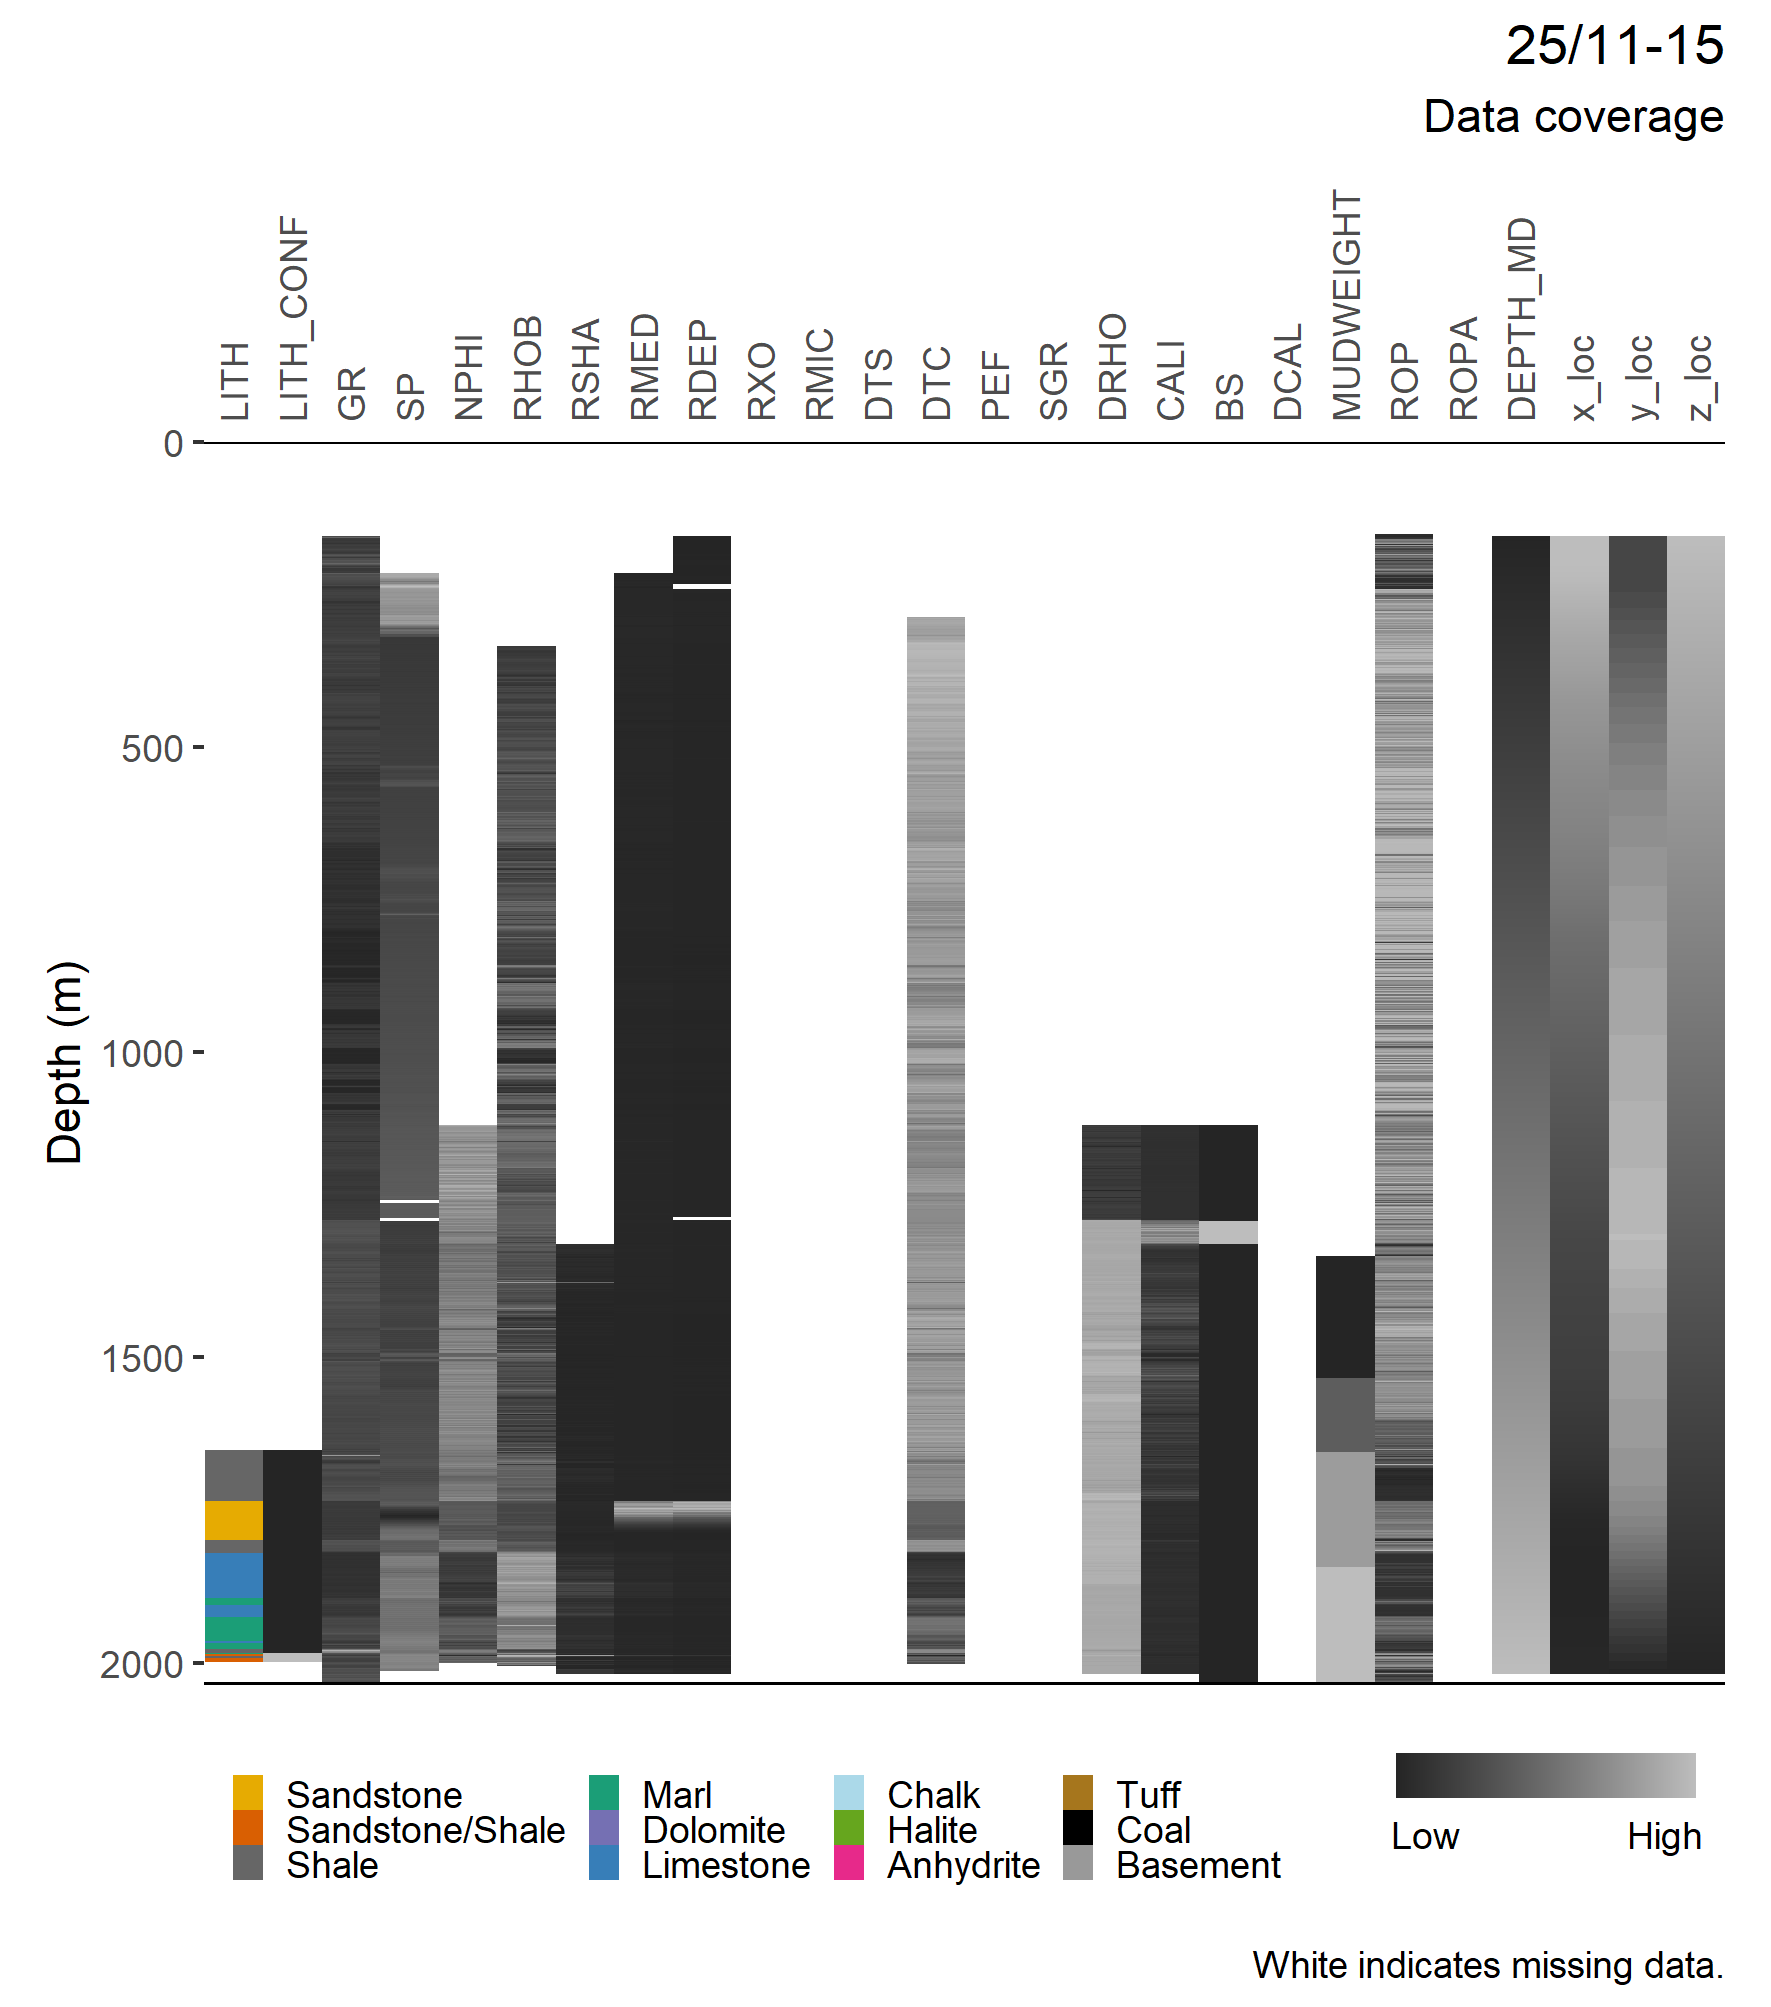 25/11-15
Data coverage
LITH
LITH_CONF
GR
SP
NPHI
RHOB
RSHA
RMED
RDEP
RXO
RMIC
DTS
DTC
PEF
SGR
DRHO
CALI
BS
DCAL
MUDWEIGHT
ROP
ROPA
DEPTH_MD
x_loc
y_loc
z_loc
0
500
1000
1500
2000
Depth (m)
Sandstone
Sandstone/Shale
Shale
Marl
Dolomite
Limestone
Chalk
Halite
Anhydrite
Tuff
Coal
Basement
Low High
White indicates missing data.